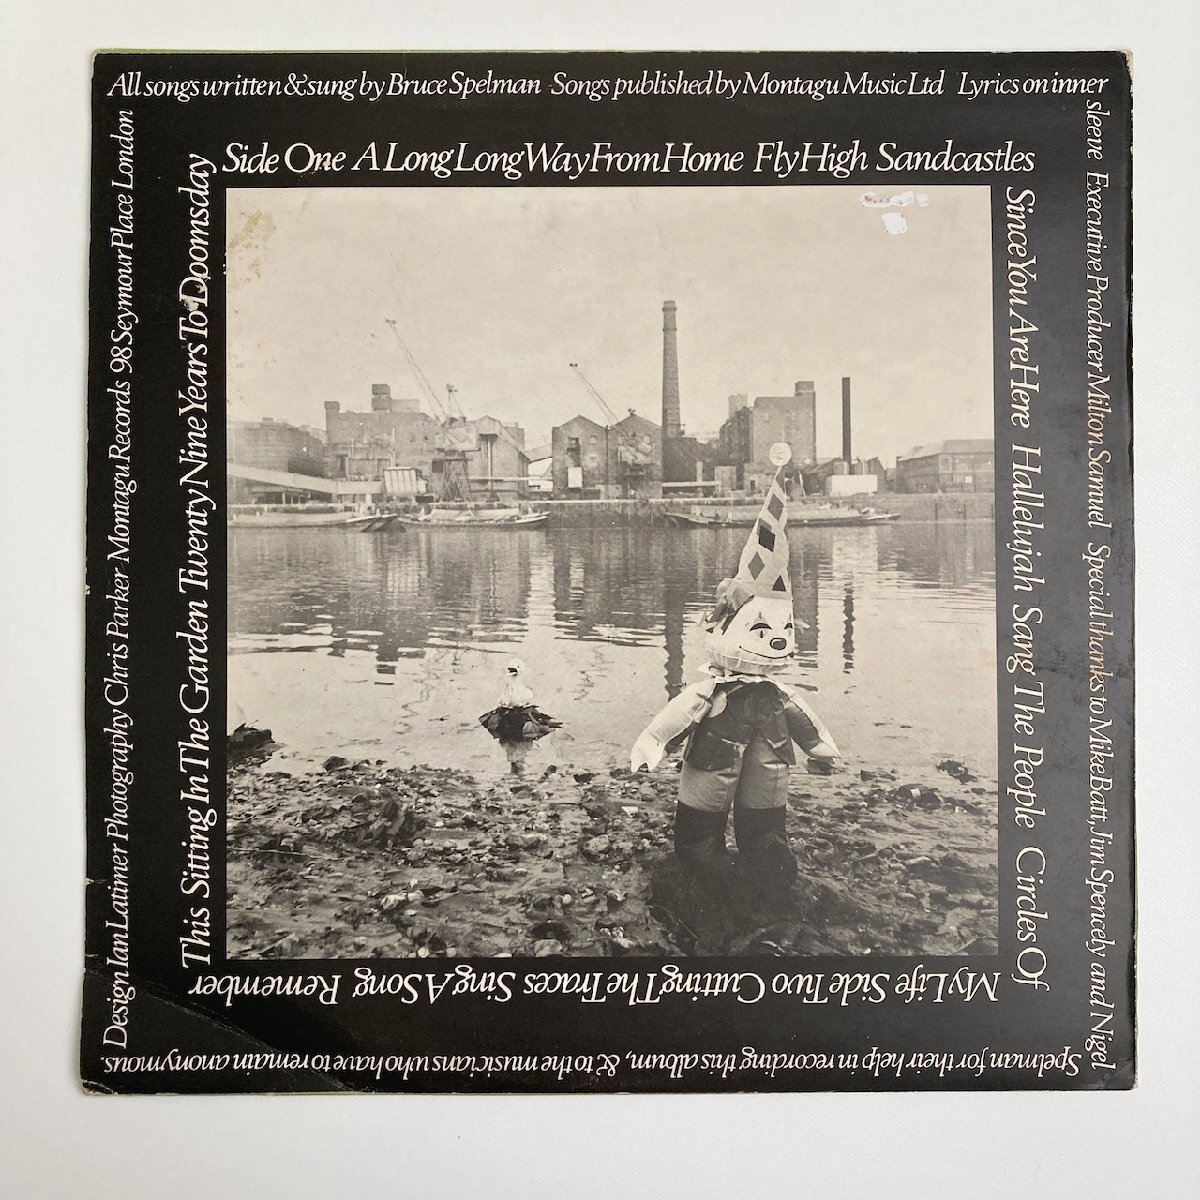 All songs written & sung by Bruce Spelman Songs published by Montagu Music Ltd Lyrics on inner
sleeve Executive Producer Milton Samuel Special thanks to Mike Batt, Jim Spencely and Nigel
Spelman for their help in recording this album, & to the musicians who have to remain anonymous.
Design Ian Latimer Photography Chris Parker Montagu Records 98 Seymour Place London
Side One A Long Long Way From Home Fly High Sandcastles
Since You Are Here Hallelujah Sang The People Circles Of
My Life Side Two Cutting The Traces Sing A Song Remember
This Sitting In The Garden Twenty Nine Years To Doomsday